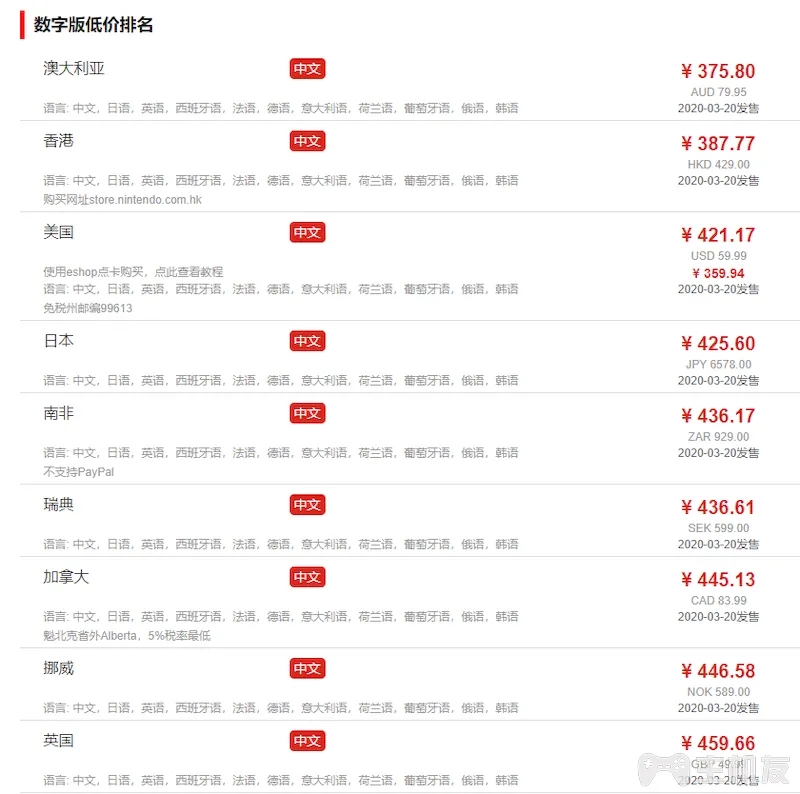 数字版低价排名
澳大利亚 中文 ¥ 375.80
AUD 79.95
语言: 中文，日语，英语，西班牙语，法语，德语，意大利语，荷兰语，葡萄牙语，俄语，韩语 2020-03-20发售
香港 中文 ¥ 387.77
HKD 429.00
语言: 中文，日语，英语，西班牙语，法语，德语，意大利语，荷兰语，葡萄牙语，俄语，韩语 2020-03-20发售
购买网址store.nintendo.com.hk
美国 中文 ¥ 421.17
USD 59.99
使用eshop点卡购买，点此查看教程 ¥ 359.94
语言: 中文，日语，英语，西班牙语，法语，德语，意大利语，荷兰语，葡萄牙语，俄语，韩语 2020-03-20发售
免税州邮编99613
日本 中文 ¥ 425.60
JPY 6578.00
语言: 中文，日语，英语，西班牙语，法语，德语，意大利语，荷兰语，葡萄牙语，俄语，韩语 2020-03-20发售
南非 中文 ¥ 436.17
ZAR 929.00
语言: 中文，日语，英语，西班牙语，法语，德语，意大利语，荷兰语，葡萄牙语，俄语，韩语 2020-03-20发售
不支持PayPal
瑞典 中文 ¥ 436.61
SEK 599.00
语言: 中文，日语，英语，西班牙语，法语，德语，意大利语，荷兰语，葡萄牙语，俄语，韩语 2020-03-20发售
加拿大 中文 ¥ 445.13
CAD 83.99
语言: 中文，日语，英语，西班牙语，法语，德语，意大利语，荷兰语，葡萄牙语，俄语，韩语 2020-03-20发售
魁北克省外Alberta，5%税率最低
挪威 中文 ¥ 446.58
NOK 589.00
语言: 中文，日语，英语，西班牙语，法语，德语，意大利语，荷兰语，葡萄牙语，俄语，韩语 2020-03-20发售
英国 中文 ¥ 459.66
GBP 49.99
手机友
语言: 中文，日语，英语，西班牙语，法语，德语，意大利语，荷兰语，葡萄牙语，俄语，韩语 2020-03-20发售